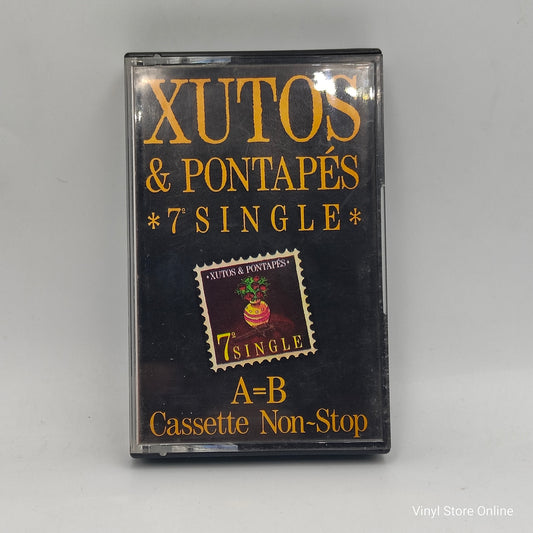 XUTOS
& PONTAPÉS
* 7º SINGLE *
• XUTOS & PONTAPÉS •
7º SINGLE
A=B
Cassette Non~Stop
Vinyl Store Online